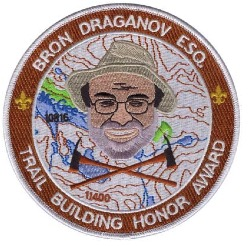 BRON DRAGANOV ESQ.
10816
11400
TRAIL BUILDING HONOR AWARD